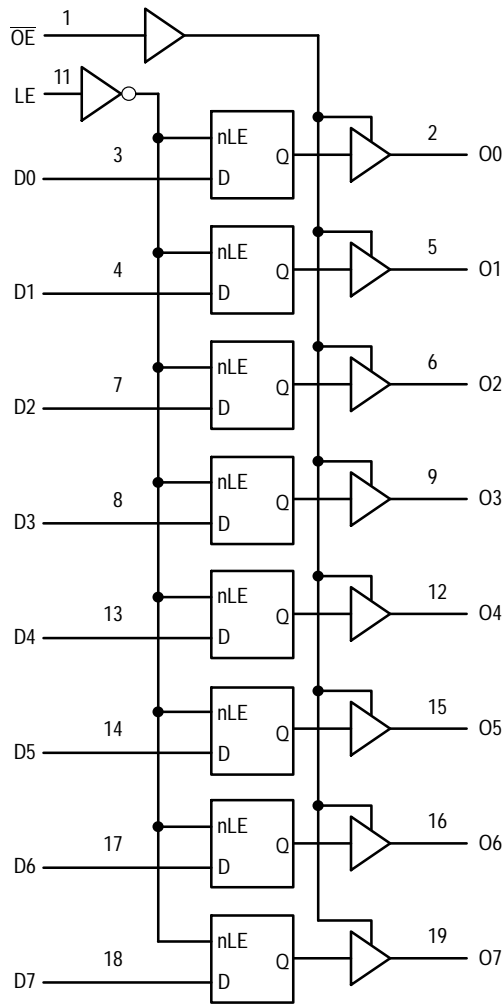 1
O̅E̅
11
LE
nLE
3 Q 2 O0
D0 D
nLE
4 Q 5 O1
D1 D
nLE
7 Q 6 O2
D2 D
nLE
8 Q 9 O3
D3 D
nLE
13 Q 12 O4
D4 D
nLE
14 Q 15 O5
D5 D
nLE
17 Q 16 O6
D6 D
nLE
18 Q 19 O7
D7 D